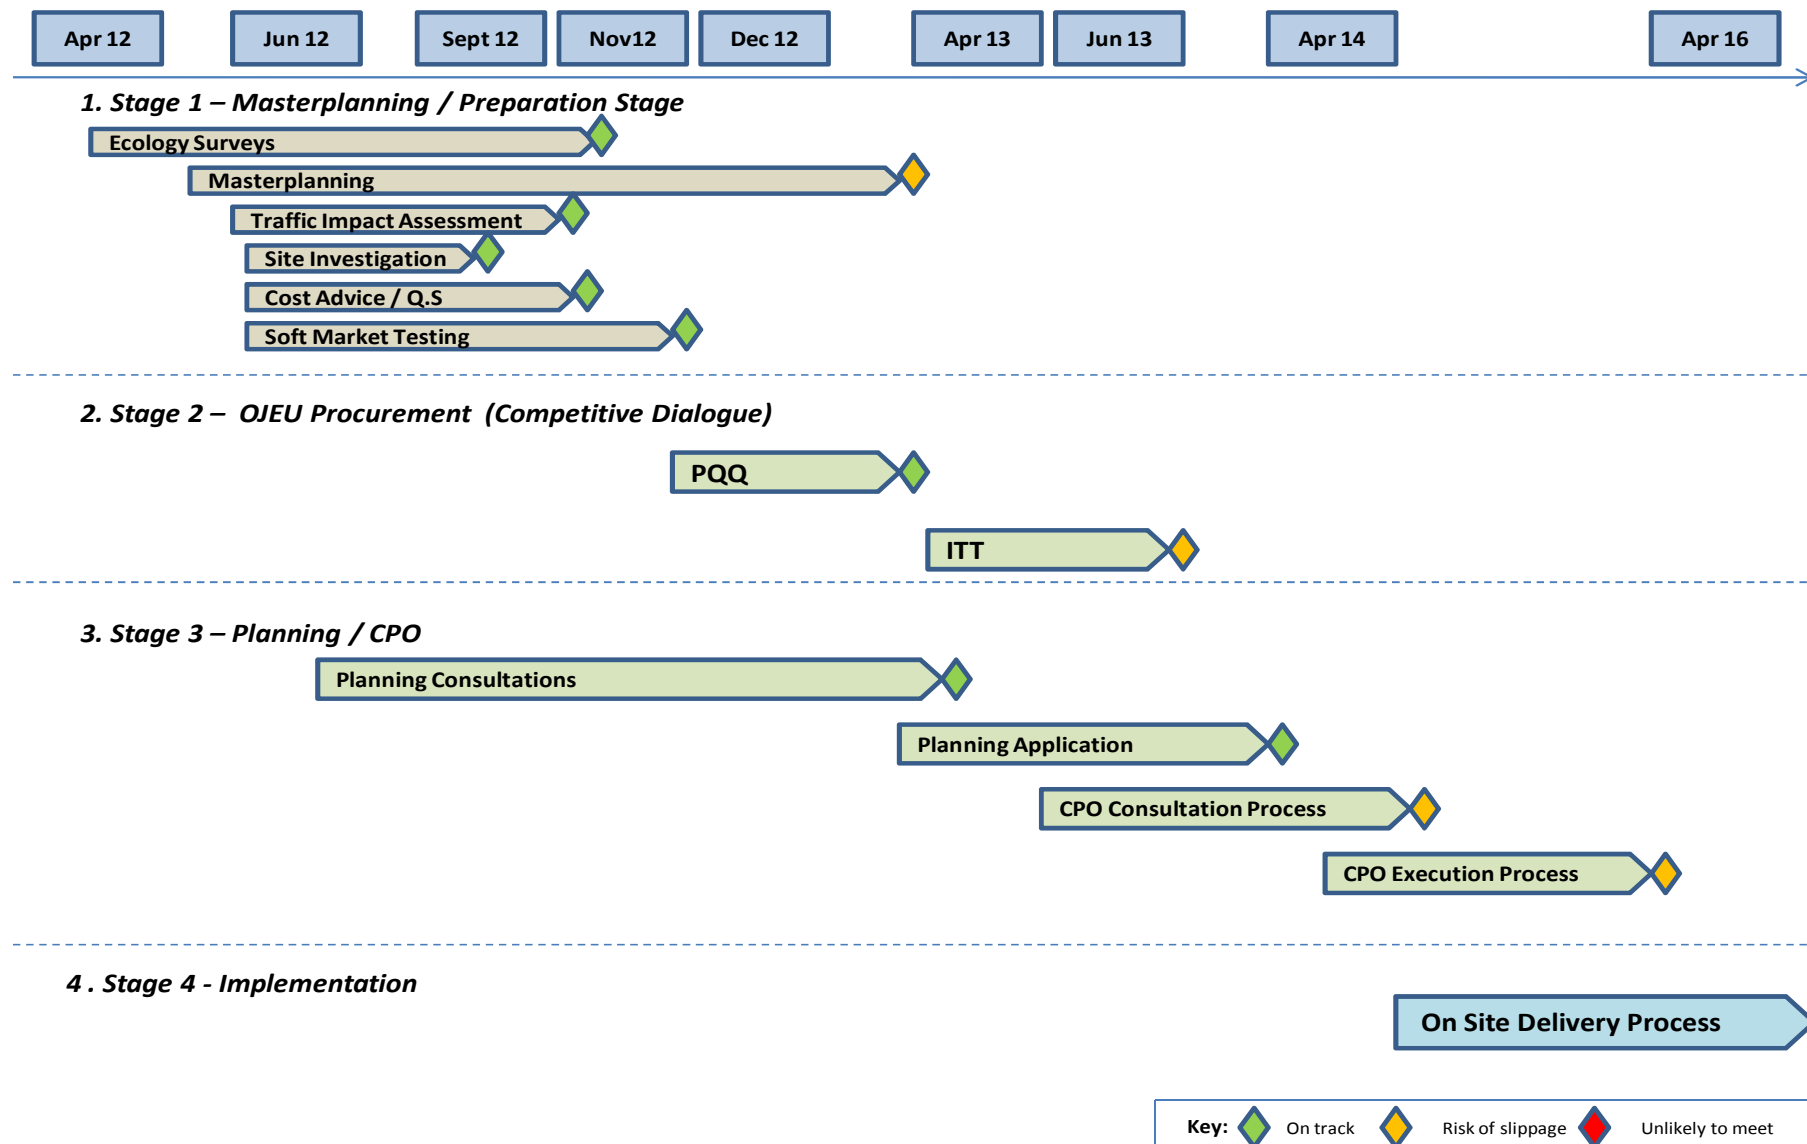 Apr 12 Jun 12 Sept 12 Nov12 Dec 12 Apr 13 Jun 13 Apr 14 Apr 16
1. Stage 1 – Masterplanning / Preparation Stage
Ecology Surveys
Masterplanning
Traffic Impact Assessment
Site Investigation
Cost Advice / Q.S
Soft Market Testing
2. Stage 2 – OJEU Procurement (Competitive Dialogue)
PQQ
ITT
3. Stage 3 – Planning / CPO
Planning Consultations
Planning Application
CPO Consultation Process
CPO Execution Process
4 . Stage 4 - Implementation
On Site Delivery Process
Key: On track Risk of slippage Unlikely to meet